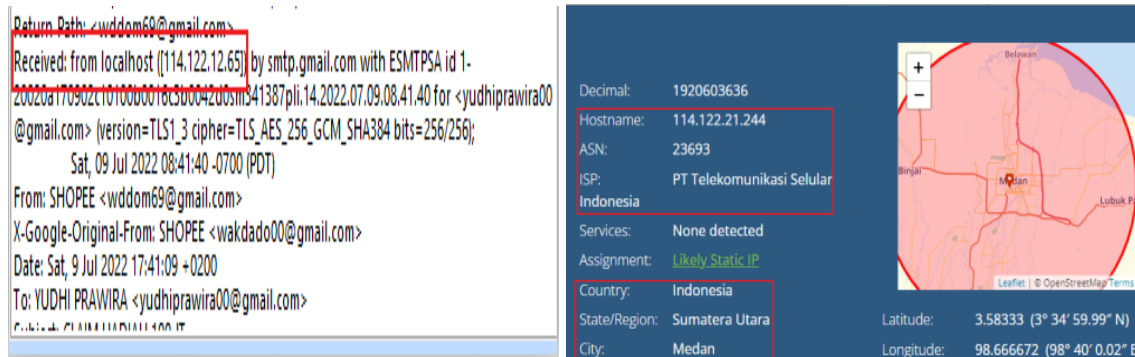 Return-Path: <wddom69@gmail.com>
Received: from localhost ([114.122.12.65]) by smtp.gmail.com with ESMTPSA id 1-
for <yudhiprawira00
@gmail.com> (version=TLS1_3 cipher=TLS_AES_256_GCM_SHA384 bits=256/256);
Sat, 09 Jul 2022 08:41:40 -0700 (PDT)
From: SHOPEE <wddom69@gmail.com>
X-Google-Original-From: SHOPEE <wakdado00@gmail.com>
Date: Sat, 9 Jul 2022 17:41:09 +0200
To: YUDHI PRAWIRA <yudhiprawira00@gmail.com>
Decimal: 1920603636
Hostname: 114.122.21.244
ASN: 23693
ISP: PT Telekomunikasi Selular
Indonesia
Services: None detected
Assignment: Likely Static IP
Country: Indonesia
State/Region: Sumatera Utara
City: Medan
+
−
Belawan
Binjai
Medan
Lubuk
Leaflet | © OpenStreetMap Terms
Latitude: 3.58333 (3° 34′ 59.99″ N)
Longitude: 98.666672 (98° 40′ 0.02″ E